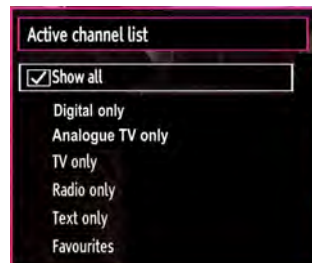 Active channel list
Show all
Digital only
Analogue TV only
TV only
Radio only
Text only
Favourites